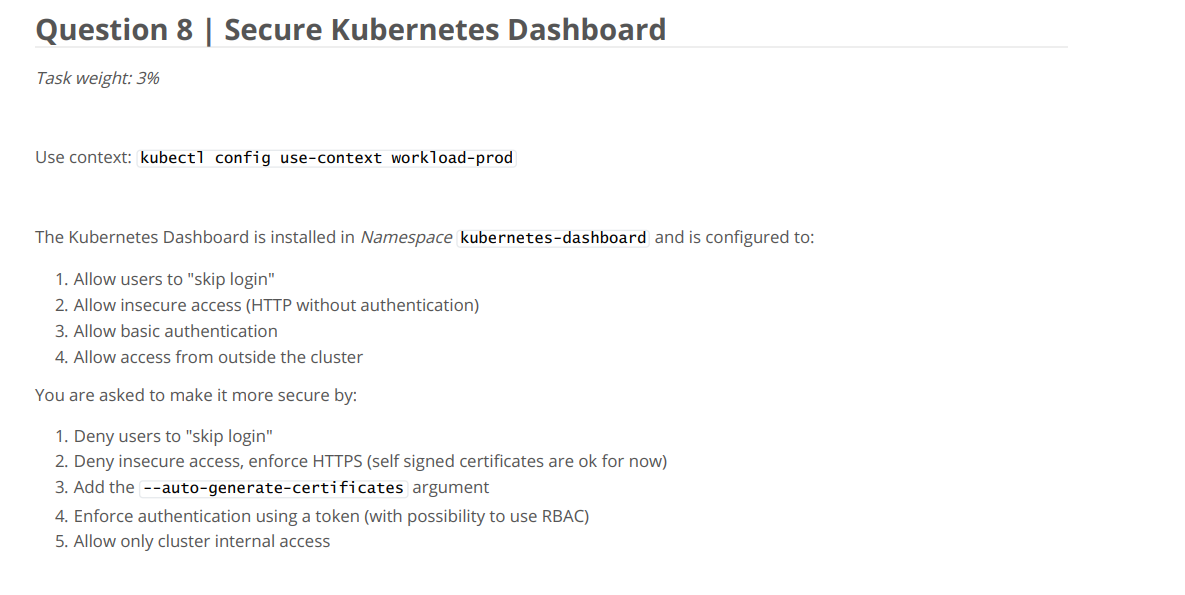 Question 8 | Secure Kubernetes Dashboard
Task weight: 3%
Use context: kubectl config use-context workload-prod
The Kubernetes Dashboard is installed in Namespace kubernetes-dashboard and is configured to:
1. Allow users to "skip login"
2. Allow insecure access (HTTP without authentication)
3. Allow basic authentication
4. Allow access from outside the cluster
You are asked to make it more secure by:
1. Deny users to "skip login"
2. Deny insecure access, enforce HTTPS (self signed certificates are ok for now)
3. Add the --auto-generate-certificates argument
4. Enforce authentication using a token (with possibility to use RBAC)
5. Allow only cluster internal access